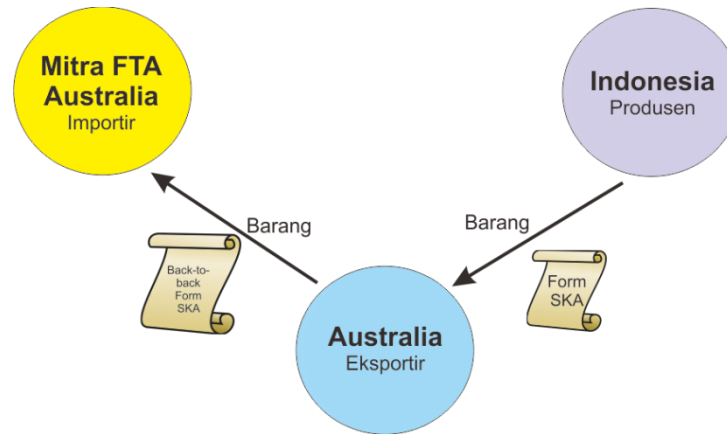 Mitra FTA
Australia
Importir
Indonesia
Produsen
Barang
Barang
Back-to-
back
Form
SKA
Form
SKA
Australia
Eksportir